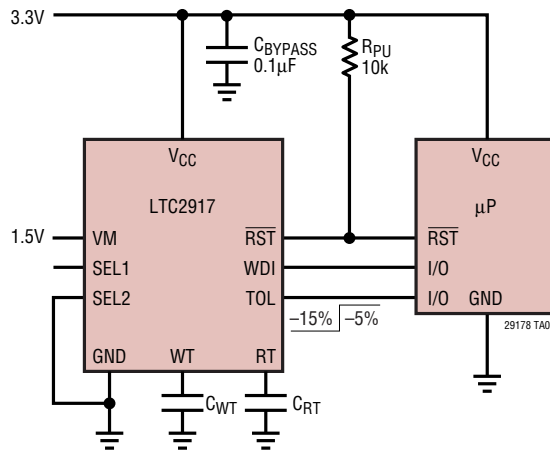 3.3V
CBYPASS
0.1µF
RPU
10k
VCC
LTC2917
VCC
µP
1.5V
VM
RST
RST
SEL1
WDI
I/O
SEL2
TOL
I/O
GND
–15%
–5%
29178 TA0
GND
WT
RT
CWT
CRT